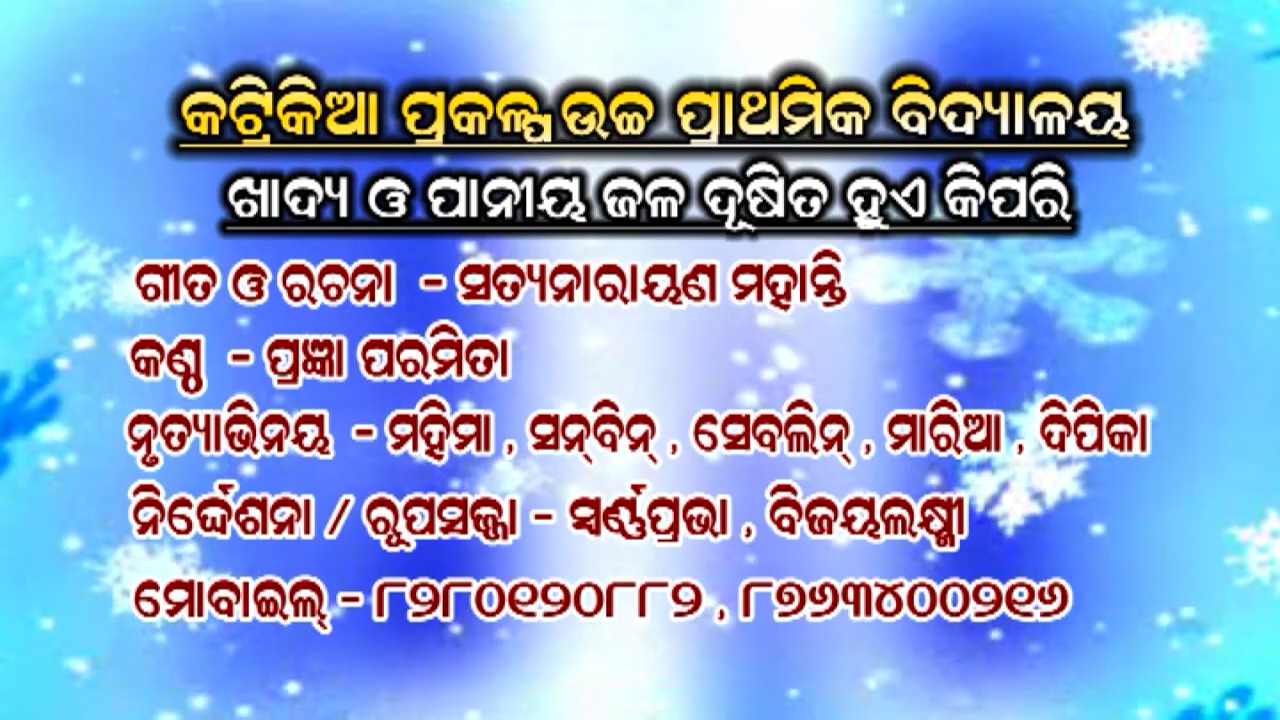 କଟ୍ରିକିଆ ପ୍ରକଳ୍ପ ଉଚ୍ଚ ପ୍ରାଥମିକ ବିଦ୍ୟାଳୟ
ଖାଦ୍ୟ ଓ ପାନୀୟ ଜଳ ଦୂଷିତ ହୁଏ କିପରି
ଗୀତ ଓ ରଚନା - ସତ୍ୟନାରାୟଣ ମହାନ୍ତି
କଣ୍ଠ - ପ୍ରଜ୍ଞା ପରମିତା
ନୃତ୍ୟାଭିନୟ - ମହିମା , ସନ୍‌ବିନ୍ , ସେବଲିନ୍ , ମାରିଆ , ଦିପିକା
ନିର୍ଦ୍ଦେଶନା / ରୁପସଜ୍ଜା - ସ୍ୱର୍ଣ୍ଣପ୍ରଭା , ବିଜୟଲକ୍ଷ୍ମୀ
ମୋବାଇଲ୍ - ୮୨୮୦୧୨୦୮୮୨ , ୮୭୬୩୪୦୦୨୧୬